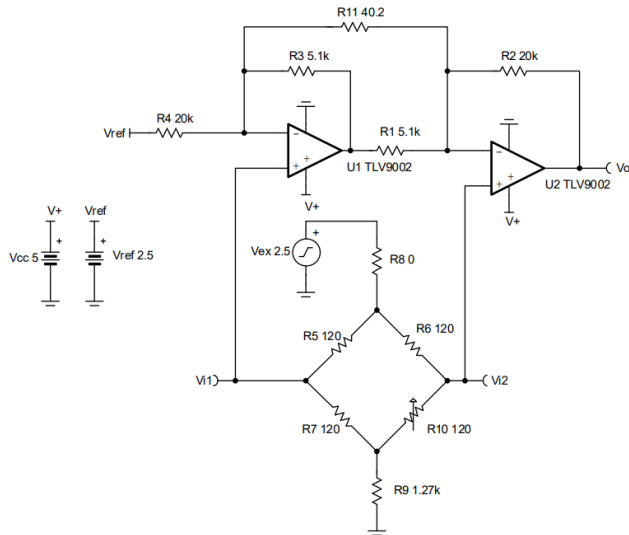 R11 40.2
R3 5.1k
R2 20k
Vref
R4 20k
R1 5.1k
U1 TLV9002
U2 TLV9002
Vo
V+
V+
V+
Vref
Vcc 5
Vref 2.5
Vex 2.5
R8 0
R5 120
R6 120
Vi1
Vi2
R7 120
R10 120
R9 1.27k